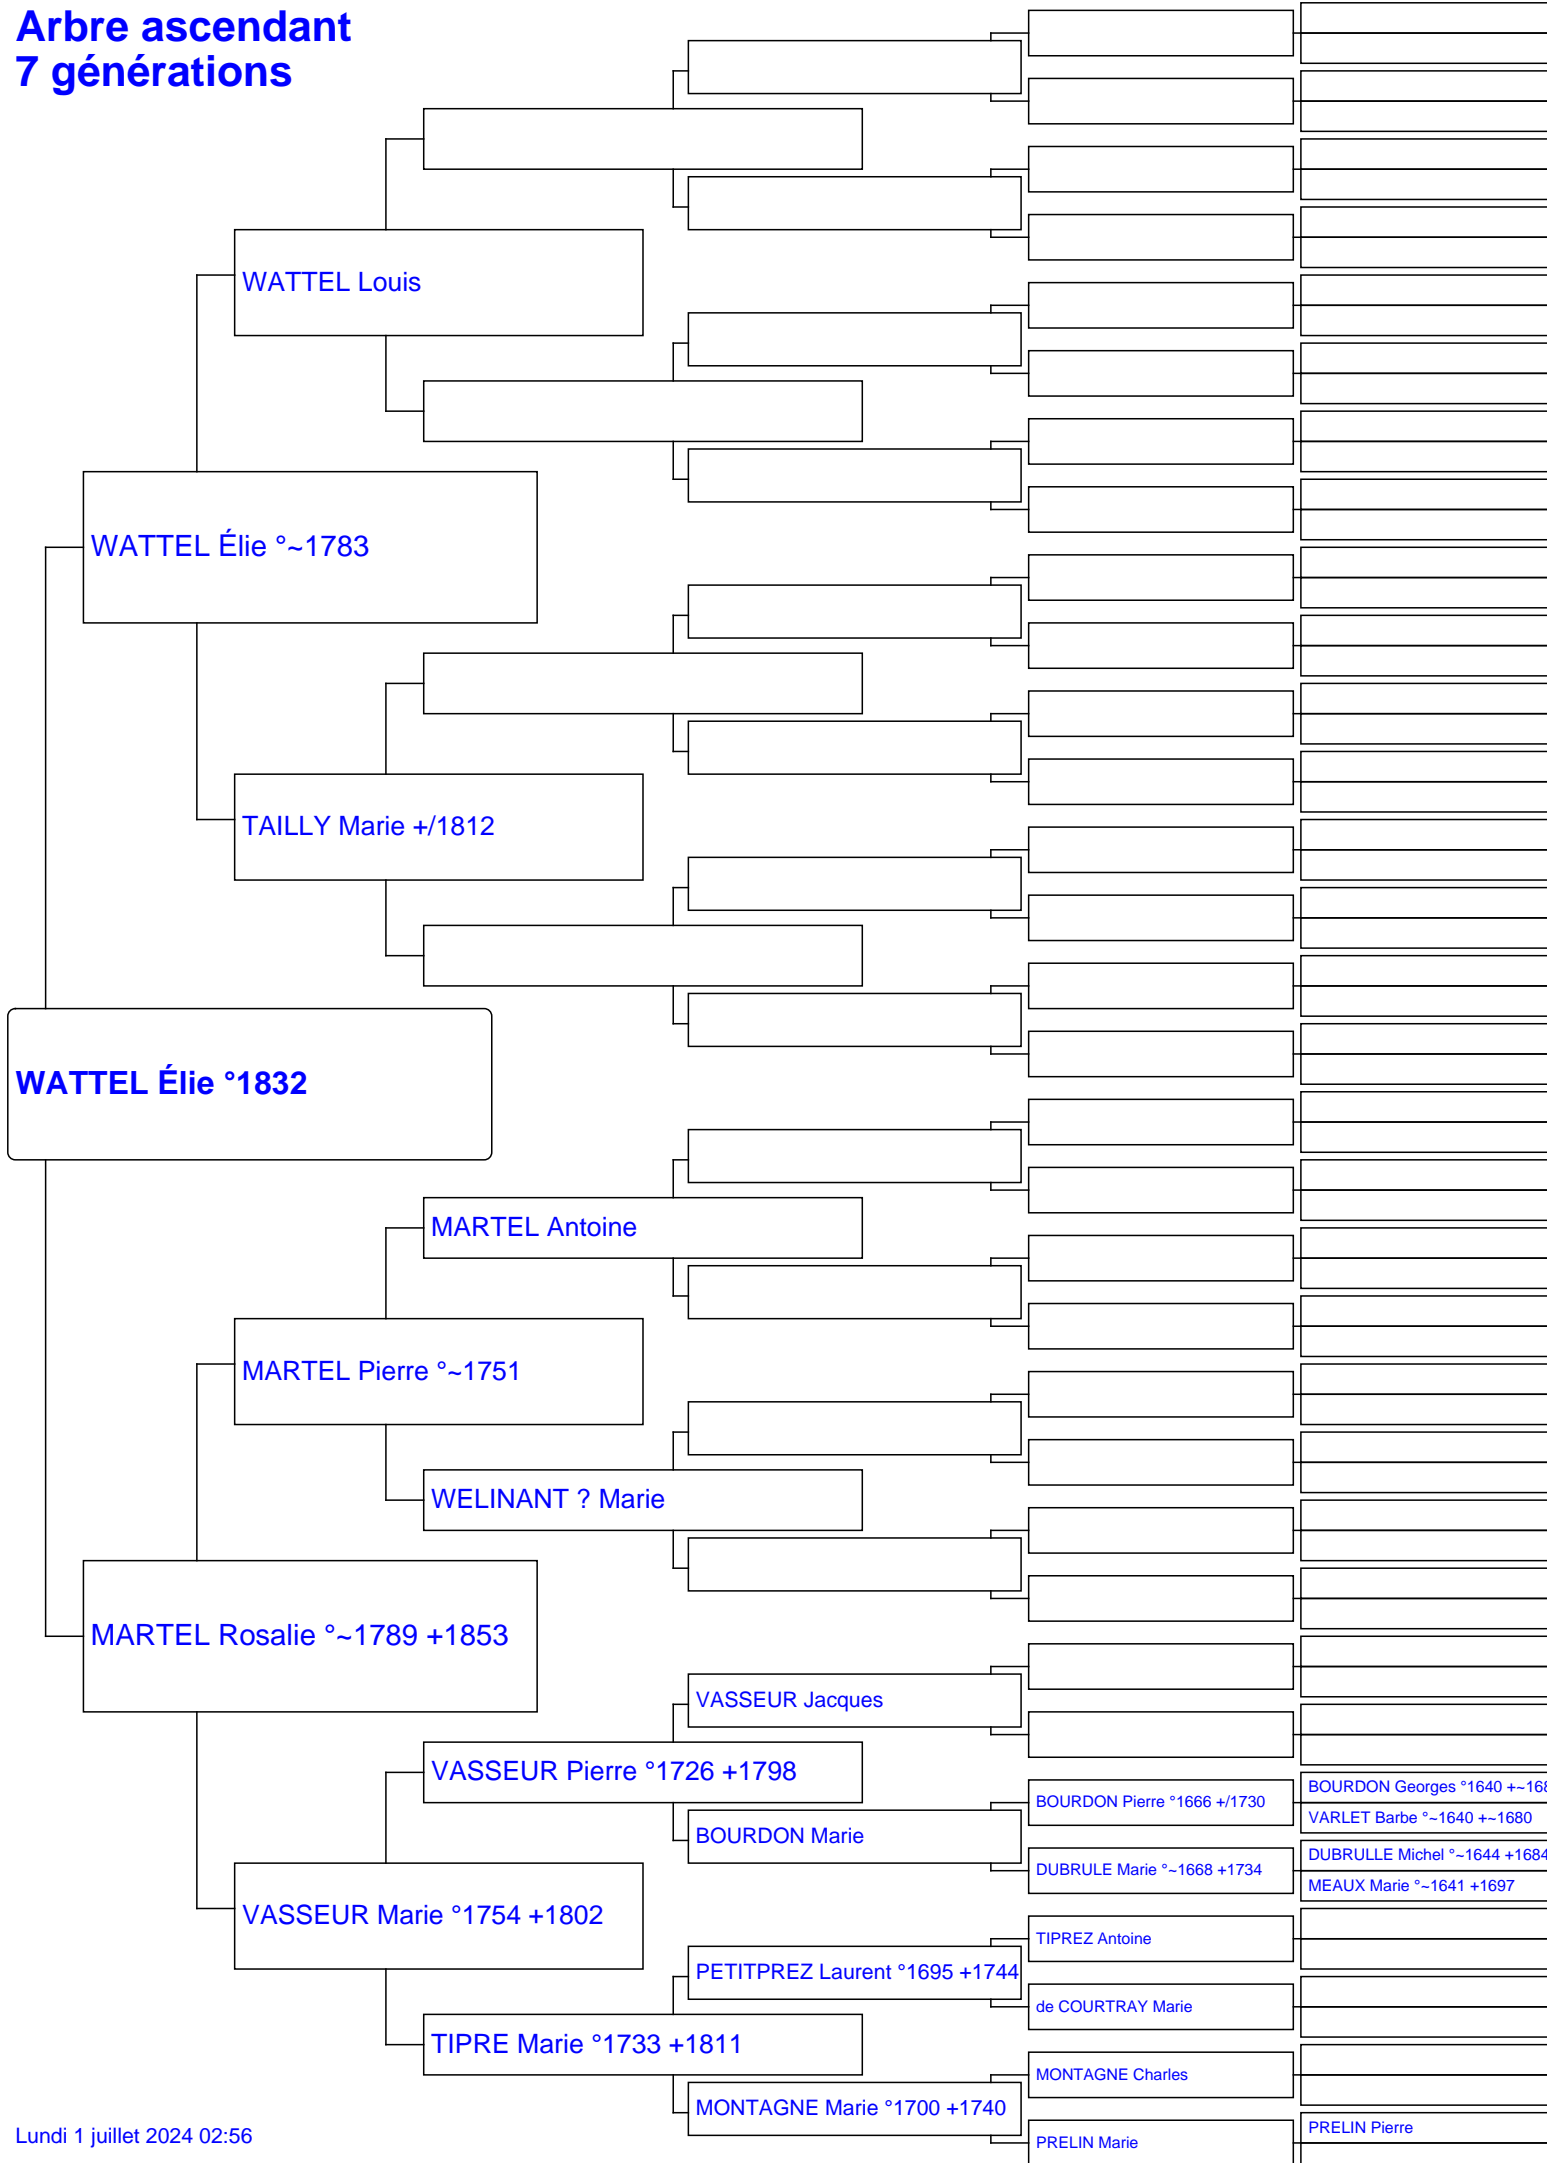 Arbre ascendant
7 générations
WATTEL Louis
WATTEL Élie °~1783
TAILLY Marie +/1812
WATTEL Élie °1832
MARTEL Antoine
MARTEL Pierre °~1751
WELINANT ? Marie
MARTEL Rosalie °~1789 +1853
VASSEUR Jacques
VASSEUR Pierre °1726 +1798
BOURDON Georges °1640 +~168
BOURDON Pierre °1666 +/1730
VARLET Barbe °~1640 +~1680
BOURDON Marie
DUBRULLE Michel °~1644 +1684
DUBRULE Marie °~1668 +1734
MEAUX Marie °~1641 +1697
VASSEUR Marie °1754 +1802
TIPREZ Antoine
PETITPREZ Laurent °1695 +1744
de COURTRAY Marie
TIPRE Marie °1733 +1811
MONTAGNE Charles
MONTAGNE Marie °1700 +1740
PRELIN Pierre
PRELIN Marie
Lundi 1 juillet 2024 02:56